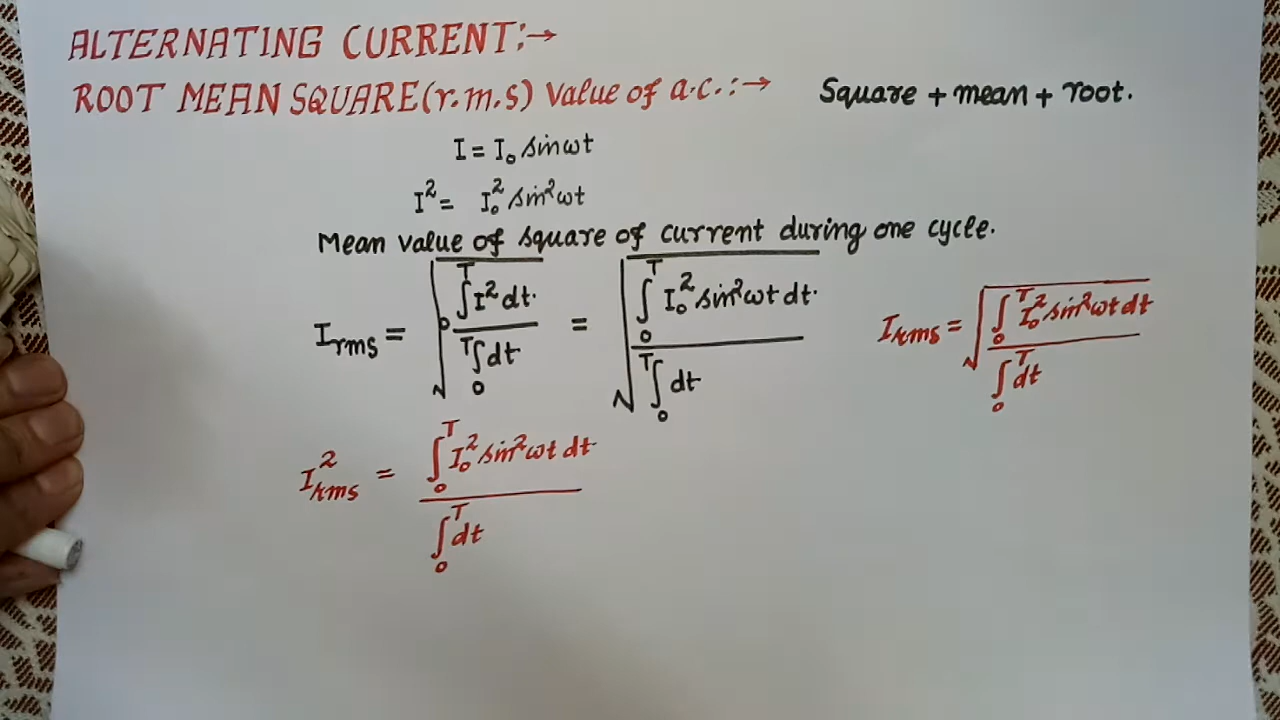 ALTERNATING CURRENT:→
ROOT MEAN SQUARE(r.m.s) Value of a.c.:→ Square + mean + root.
I = I₀ sinωt
I² = I₀² sin²ωt
Mean value of square of current during one cycle.
Irms = √(∫₀ᵀ I² dt / ∫₀ᵀ dt) = √(∫₀ᵀ I₀² sin²ωt dt / ∫₀ᵀ dt) Irms = √(∫₀ᵀ I₀² sin²ωt dt / ∫₀ᵀ dt)
I²rms = ∫₀ᵀ I₀² sin²ωt dt / ∫₀ᵀ dt